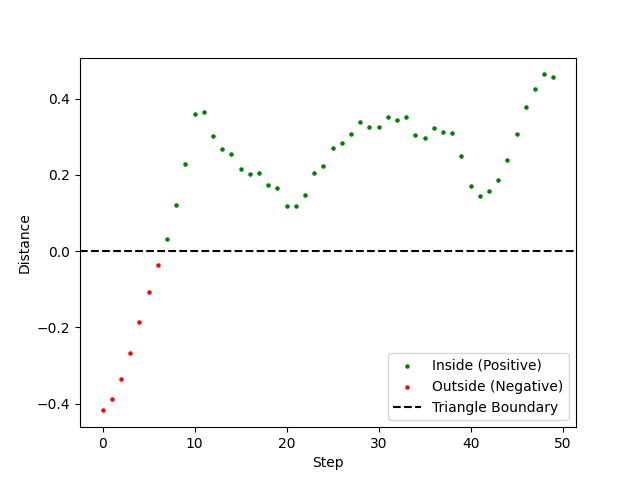 0.4
0.2
0.0
−0.2
−0.4
Distance
0
10
20
30
40
50
Step
Inside (Positive)
Outside (Negative)
Triangle Boundary